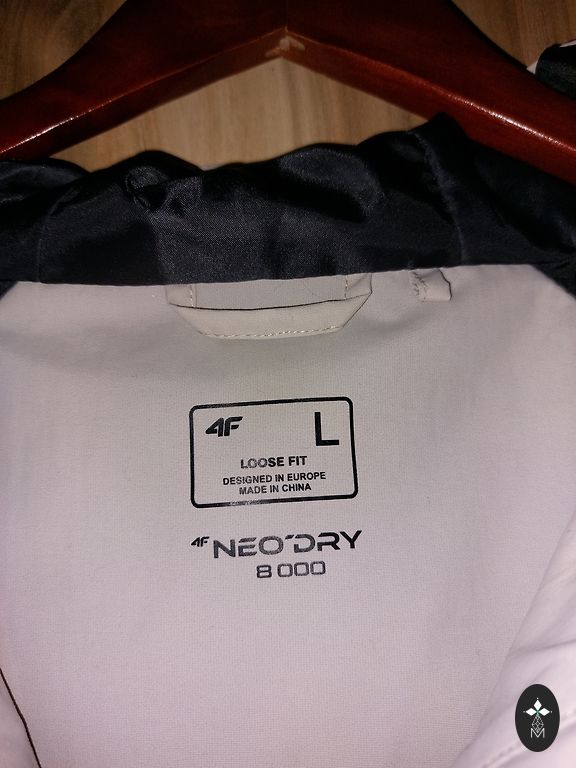 4F L
LOOSE FIT
DESIGNED IN EUROPE
MADE IN CHINA
4F NEO'DRY
8 000
M